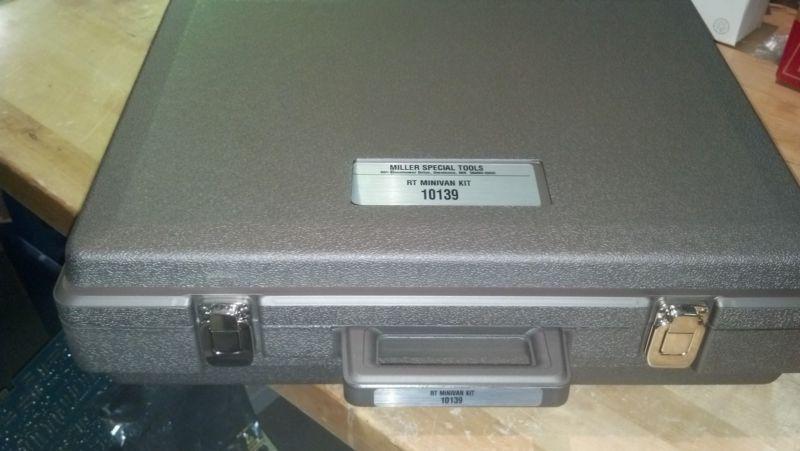 MILLER SPECIAL TOOLS
RT MINIVAN KIT
10139
RT MINIVAN KIT
10139